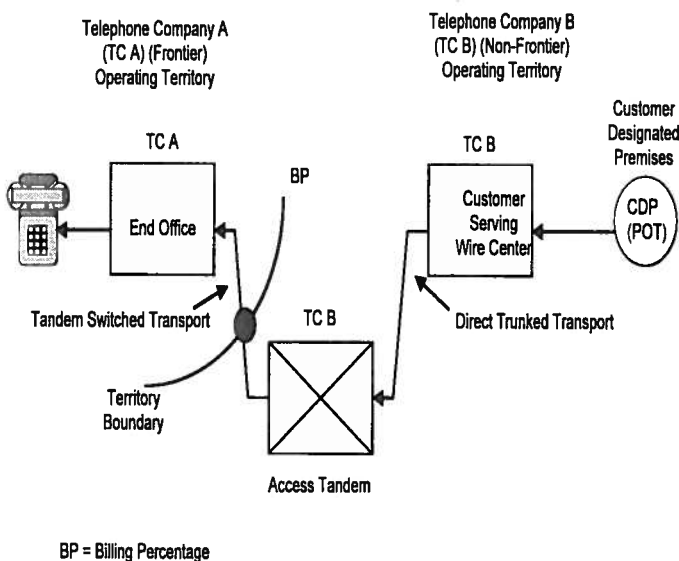 Telephone Company A
(TC A) (Frontier)
Operating Territory
Telephone Company B
(TC B) (Non-Frontier)
Operating Territory
Customer
Designated
Premises
TC A
BP
TC B
End Office
Customer
Serving
Wire Center
CDP
(POT)
Tandem Switched Transport
TC B
Direct Trunked Transport
Territory
Boundary
Access Tandem
BP = Billing Percentage